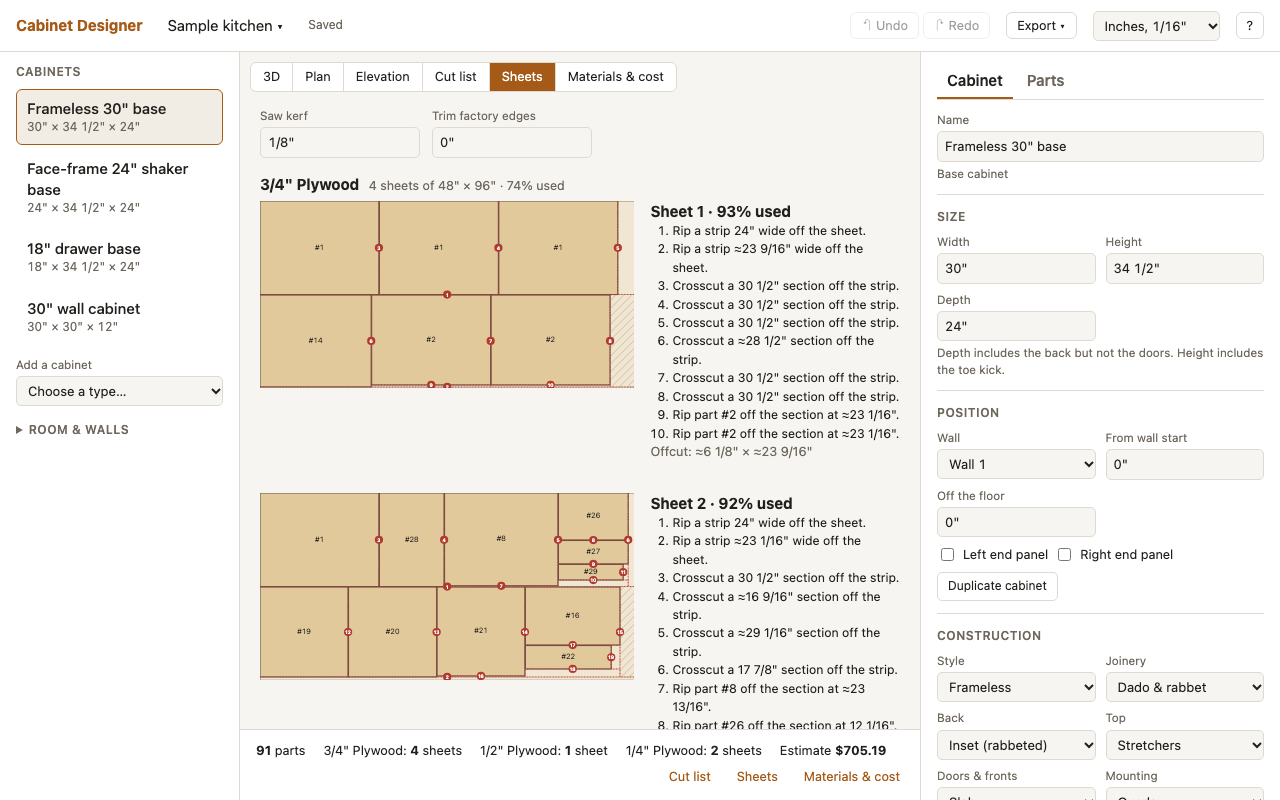 Cabinet Designer
Sample kitchen ▾
Saved
Undo
Redo
Export ▾
Inches, 1/16"
?
CABINETS
Frameless 30" base
30" × 34 1/2" × 24"
Face-frame 24" shaker
base
24" × 34 1/2" × 24"
18" drawer base
18" × 34 1/2" × 24"
30" wall cabinet
30" × 30" × 12"
Add a cabinet
Choose a type...
ROOM & WALLS
3D
Plan
Elevation
Cut list
Sheets
Materials & cost
Saw kerf
Trim factory edges
1/8"
0"
3/4" Plywood 4 sheets of 48" × 96" · 74% used
#1
#1
#1
#14
#2
#2
Sheet 1 · 93% used
1. Rip a strip 24" wide off the sheet.
2. Rip a strip ≈23 9/16" wide off the
sheet.
3. Crosscut a 30 1/2" section off the strip.
4. Crosscut a 30 1/2" section off the strip.
5. Crosscut a 30 1/2" section off the strip.
6. Crosscut a ≈28 1/2" section off the
strip.
7. Crosscut a 30 1/2" section off the strip.
8. Crosscut a 30 1/2" section off the strip.
9. Rip part #2 off the section at ≈23 1/16".
10. Rip part #2 off the section at ≈23 1/16".
Offcut: ≈6 1/8" × ≈23 9/16"
#1
#28
#8
#26
#27
#29
#19
#20
#21
#16
#22
Sheet 2 · 92% used
1. Rip a strip 24" wide off the sheet.
2. Rip a strip ≈23 1/16" wide off the
sheet.
3. Crosscut a 30 1/2" section off the strip.
4. Crosscut a ≈16 9/16" section off the
strip.
5. Crosscut a ≈29 1/16" section off the
strip.
6. Crosscut a 17 7/8" section off the strip.
7. Rip part #8 off the section at ≈23
13/16".
8. Rip part #26 off the section at 12 1/16".
91 parts
3/4" Plywood: 4 sheets
1/2" Plywood: 1 sheet
1/4" Plywood: 2 sheets
Estimate $705.19
Cut list
Sheets
Materials & cost
Cabinet
Parts
Name
Frameless 30" base
Base cabinet
SIZE
Width
Height
30"
34 1/2"
Depth
24"
Depth includes the back but not the doors. Height includes
the toe kick.
POSITION
Wall
From wall start
Wall 1
0"
Off the floor
0"
Left end panel
Right end panel
Duplicate cabinet
CONSTRUCTION
Style
Joinery
Frameless
Dado & rabbet
Back
Top
Inset (rabbeted)
Stretchers
Doors & fronts
Mounting